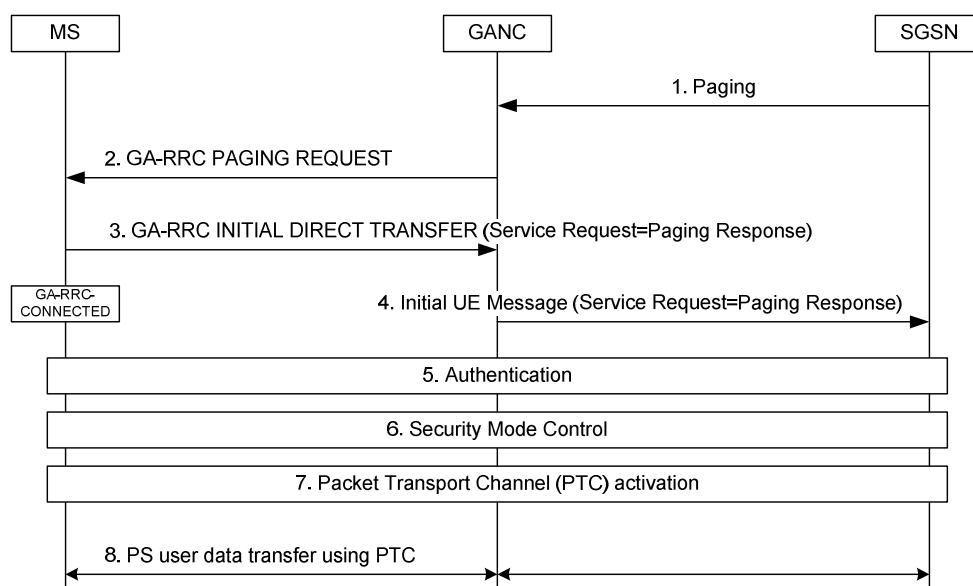 MS
GANC
SGSN
1. Paging
2. GA-RRC PAGING REQUEST
3. GA-RRC INITIAL DIRECT TRANSFER (Service Request=Paging Response)
GA-RRC-
CONNECTED
4. Initial UE Message (Service Request=Paging Response)
5. Authentication
6. Security Mode Control
7. Packet Transport Channel (PTC) activation
8. PS user data transfer using PTC